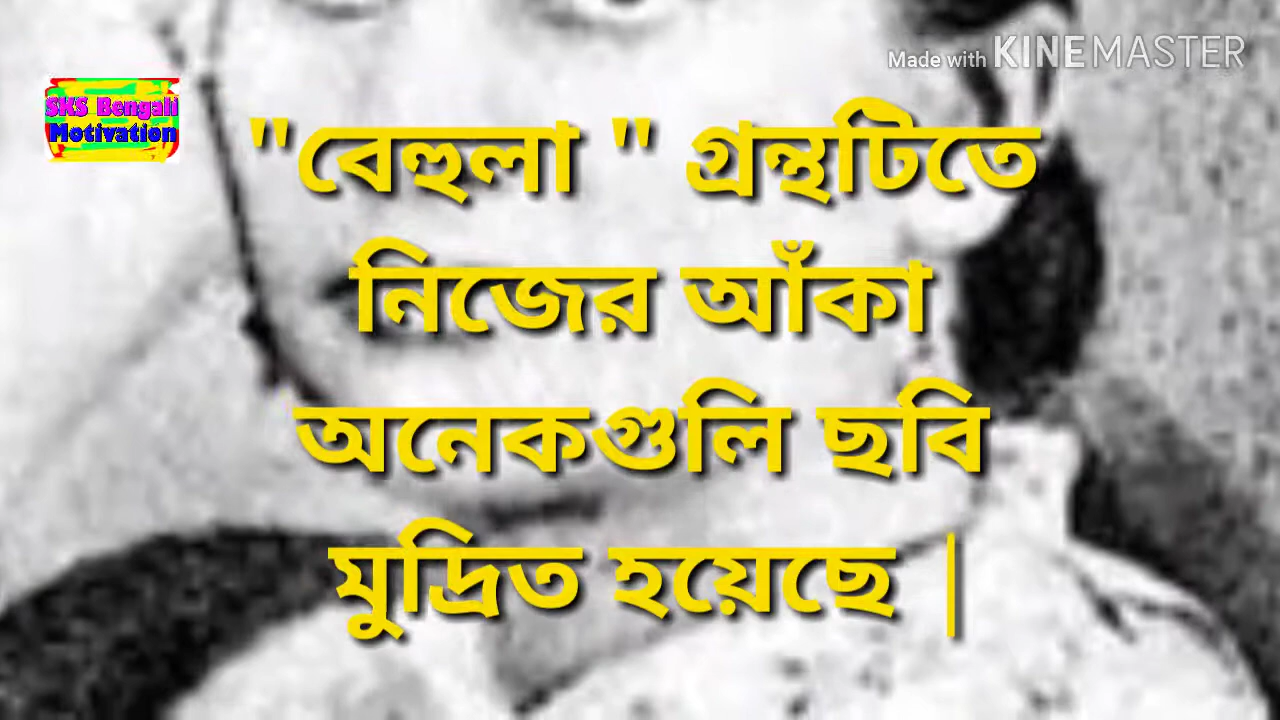 Made with KINEMASTER
SKS Bengali
Motivation
"বেহুলা " গ্রন্থটিতে
নিজের আঁকা
অনেকগুলি ছবি
মুদ্রিত হয়েছে |